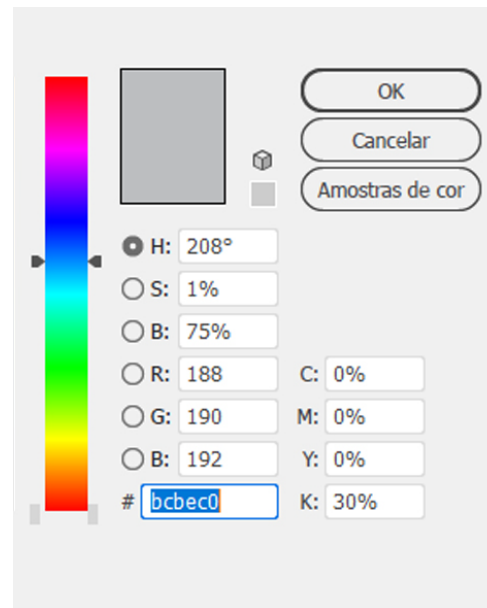 OK
Cancelar
Amostras de cor
H: 208°
S: 1%
B: 75%
R: 188 C: 0%
G: 190 M: 0%
B: 192 Y: 0%
# bcbec0 K: 30%